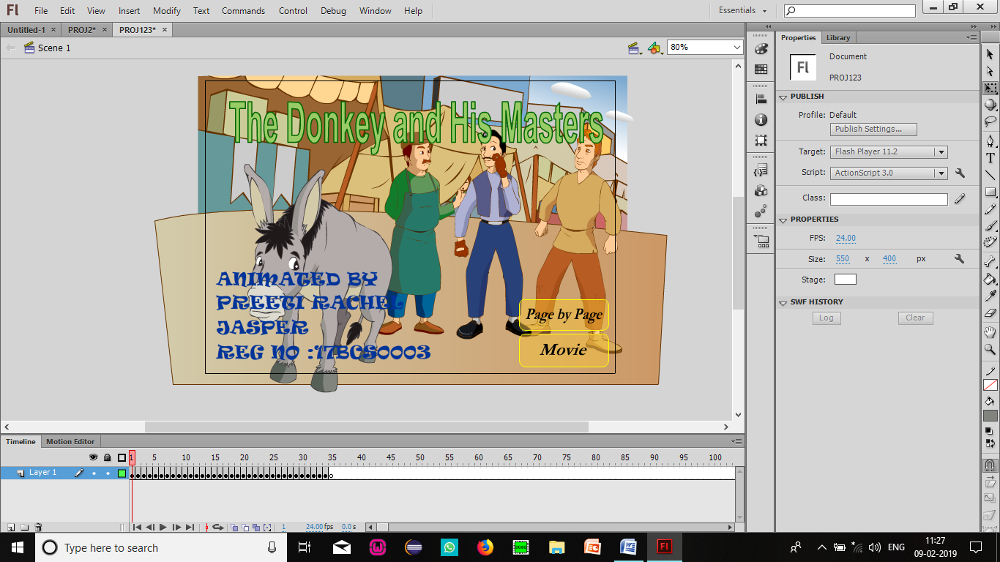 Fl File Edit View Insert Modify Text Commands Control Debug Window Help Essentials
Untitled-1 × PROJ2* × PROJ123* ×
Scene 1 80%
The Donkey and His Masters
ANIMATED BY
PREETI RACHEL
JASPER
REG NO :17BCS0003
Page by Page
Movie
Properties Library
Fl Document
PROJ123
PUBLISH
Profile: Default
Publish Settings...
Target: Flash Player 11.2
Script: ActionScript 3.0
Class:
PROPERTIES
FPS: 24.00
Size: 550 x 400 px
Stage:
SWF HISTORY
Log Clear
Timeline Motion Editor
1 5 10 15 20 25 30 35 40 45 50 55 60 65 70 75 80 85 90 95 100
Layer 1
1 24.00 fps 0.0 s
Type here to search
ENG 11:27
09-02-2019